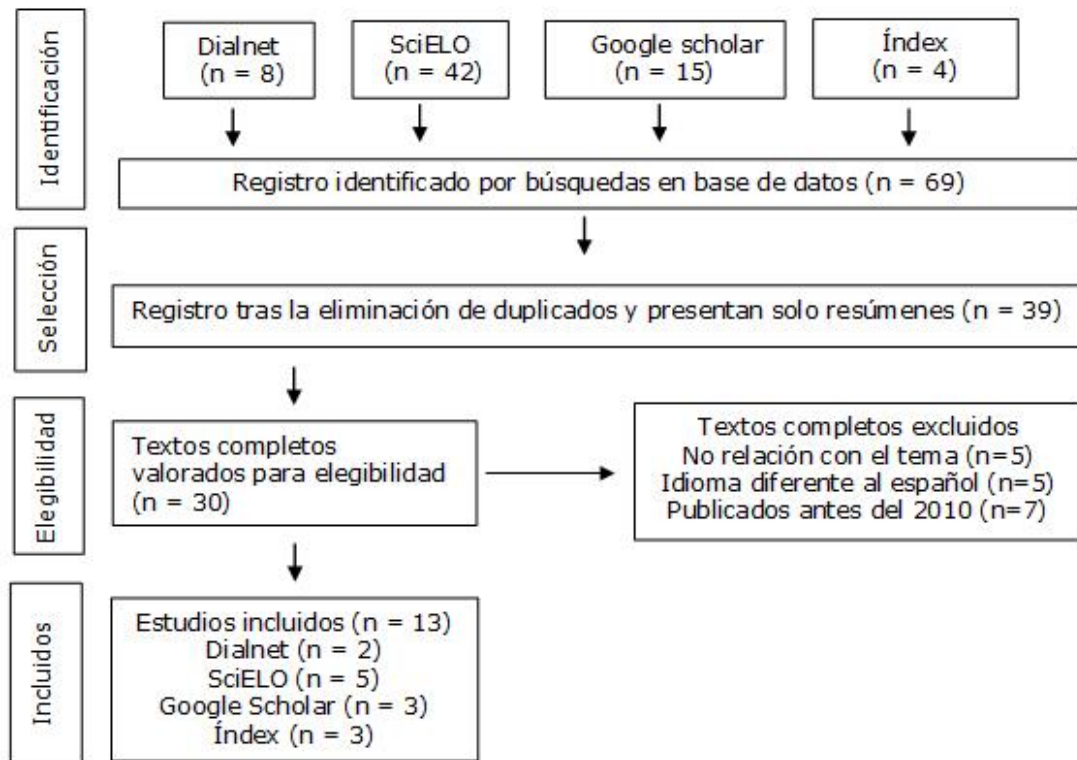 Identificación
Dialnet
(n = 8)
SciELO
(n = 42)
Google scholar
(n = 15)
Índex
(n = 4)
Registro identificado por búsquedas en base de datos (n = 69)
Selección
Registro tras la eliminación de duplicados y presentan solo resúmenes (n = 39)
Elegibilidad
Textos completos
valorados para elegibilidad
(n = 30)
Textos completos excluidos
No relación con el tema (n=5)
Idioma diferente al español (n=5)
Publicados antes del 2010 (n=7)
Incluidos
Estudios incluidos (n = 13)
Dialnet (n = 2)
SciELO (n = 5)
Google Scholar (n = 3)
Índex (n = 3)